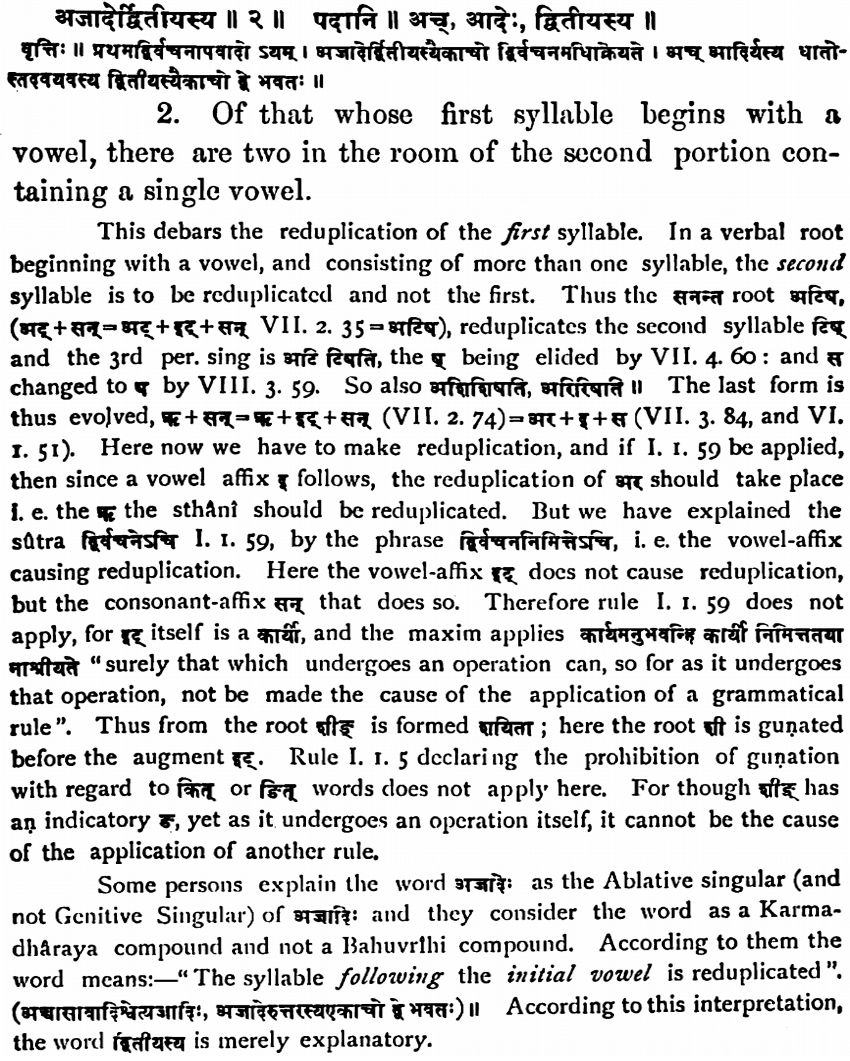 अजादेर्द्वितीयस्य ॥ २ ॥ पदानि ॥ अच्, आदेः, द्वितीयस्य ॥
वृत्तिः ॥ प्रथमद्विर्वचनापवादो ऽयम् । अजादेर्द्वितीयस्यैकाचो द्विर्वचनमधिक्रियते । अच् आदिर्यस्य धातो-
स्तदवयवस्य द्वितीयस्यैकाचो द्वे भवतः ॥
2. Of that whose first syllable begins with a
vowel, there are two in the room of the second portion con-
taining a single vowel.
This debars the reduplication of the first syllable. In a verbal root
beginning with a vowel, and consisting of more than one syllable, the second
syllable is to be reduplicated and not the first. Thus the सनन्त root अटिष,
(अट्+सन्=अट्+इट्+सन् VII. 2. 35=अटिष), reduplicates the second syllable टिष्
and the 3rd per. sing is अटि टिषति, the ष् being elided by VII. 4. 60 : and स
changed to ष by VIII. 3. 59. So also अशिशिषति, अरिरिषति ॥ The last form is
thus evolved, ऋ+सन्=ऋ+इट्+सन् (VII. 2. 74)=अर+इ+स (VII. 3. 84, and VI.
1. 51). Here now we have to make reduplication, and if I. 1. 59 be applied,
then since a vowel affix इ follows, the reduplication of अर should take place
i. e. the ऋ the sthânî should be reduplicated. But we have explained the
sûtra द्विर्वचनेऽचि I. 1. 59, by the phrase द्विर्वचननिमित्तेऽचि, i. e. the vowel-affix
causing reduplication. Here the vowel-affix इट् does not cause reduplication,
but the consonant-affix सन् that does so. Therefore rule I. 1. 59 does not
apply, for इट् itself is a कार्यी, and the maxim applies कार्यमनुभवन्हि कार्यी निमित्ततया
नाश्रीयते “surely that which undergoes an operation can, so for as it undergoes
that operation, not be made the cause of the application of a grammatical
rule”. Thus from the root शीङ् is formed शयिता ; here the root शी is guṇated
before the augment इट्. Rule I. 1. 5 declaring the prohibition of guṇation
with regard to कित् or ङित् words does not apply here. For though शीङ् has
aṇ indicatory ङ, yet as it undergoes an operation itself, it cannot be the cause
of the application of another rule.
Some persons explain the word अजादेः as the Ablative singular (and
not Genitive Singular) of अजादिः and they consider the word as a Karma-
dhâraya compound and not a Bahuvrîhi compound. According to them the
word means:—“The syllable following the initial vowel is reduplicated”.
(अच्चासावादिश्चेत्यजादिः, अजादेरुत्तरस्यएकाचो द्वे भवतः)॥ According to this interpretation,
the word द्वितीयस्य is merely explanatory.